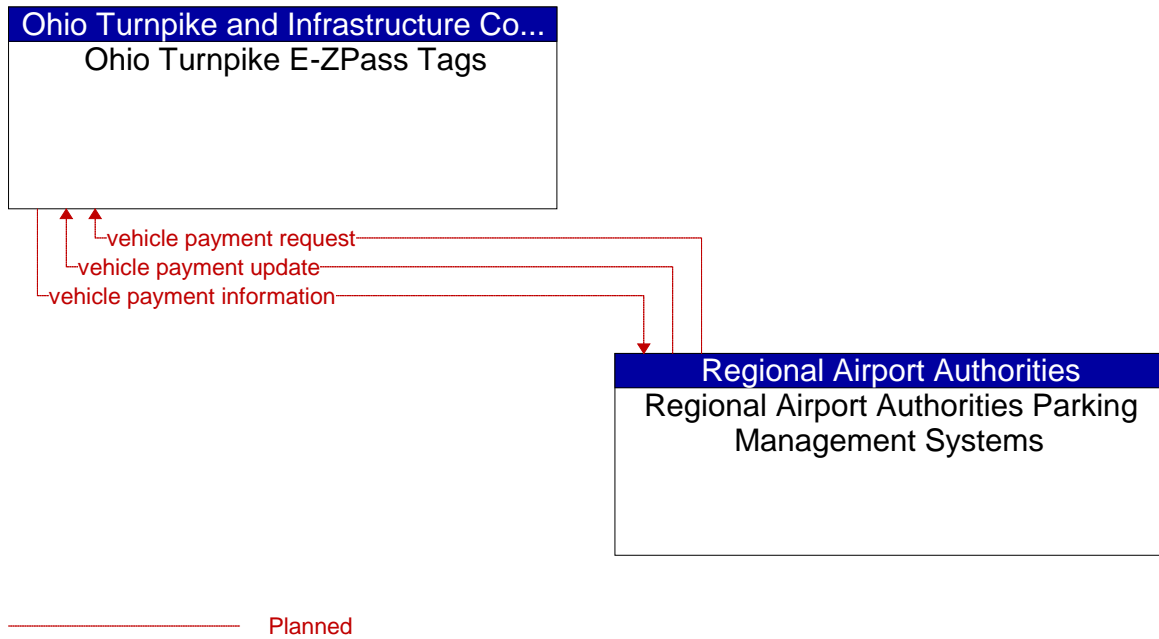 Ohio Turnpike and Infrastructure Co...
Ohio Turnpike E-ZPass Tags
vehicle payment request
vehicle payment update
vehicle payment information
Regional Airport Authorities
Regional Airport Authorities Parking
Management Systems
Planned